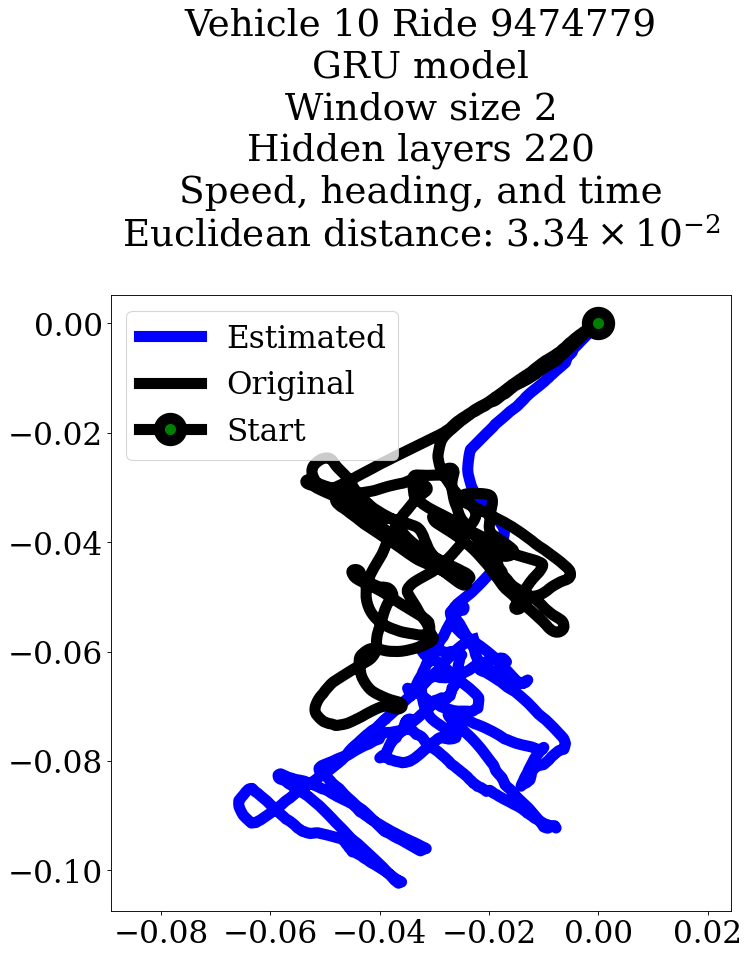 Vehicle 10 Ride 9474779
GRU model
Window size 2
Hidden layers 220
Speed, heading, and time
Euclidean distance: 3.34 × 10⁻²
Estimated
Original
Start
0.00
−0.02
−0.04
−0.06
−0.08
−0.10
−0.08 −0.06 −0.04 −0.02 0.00 0.02